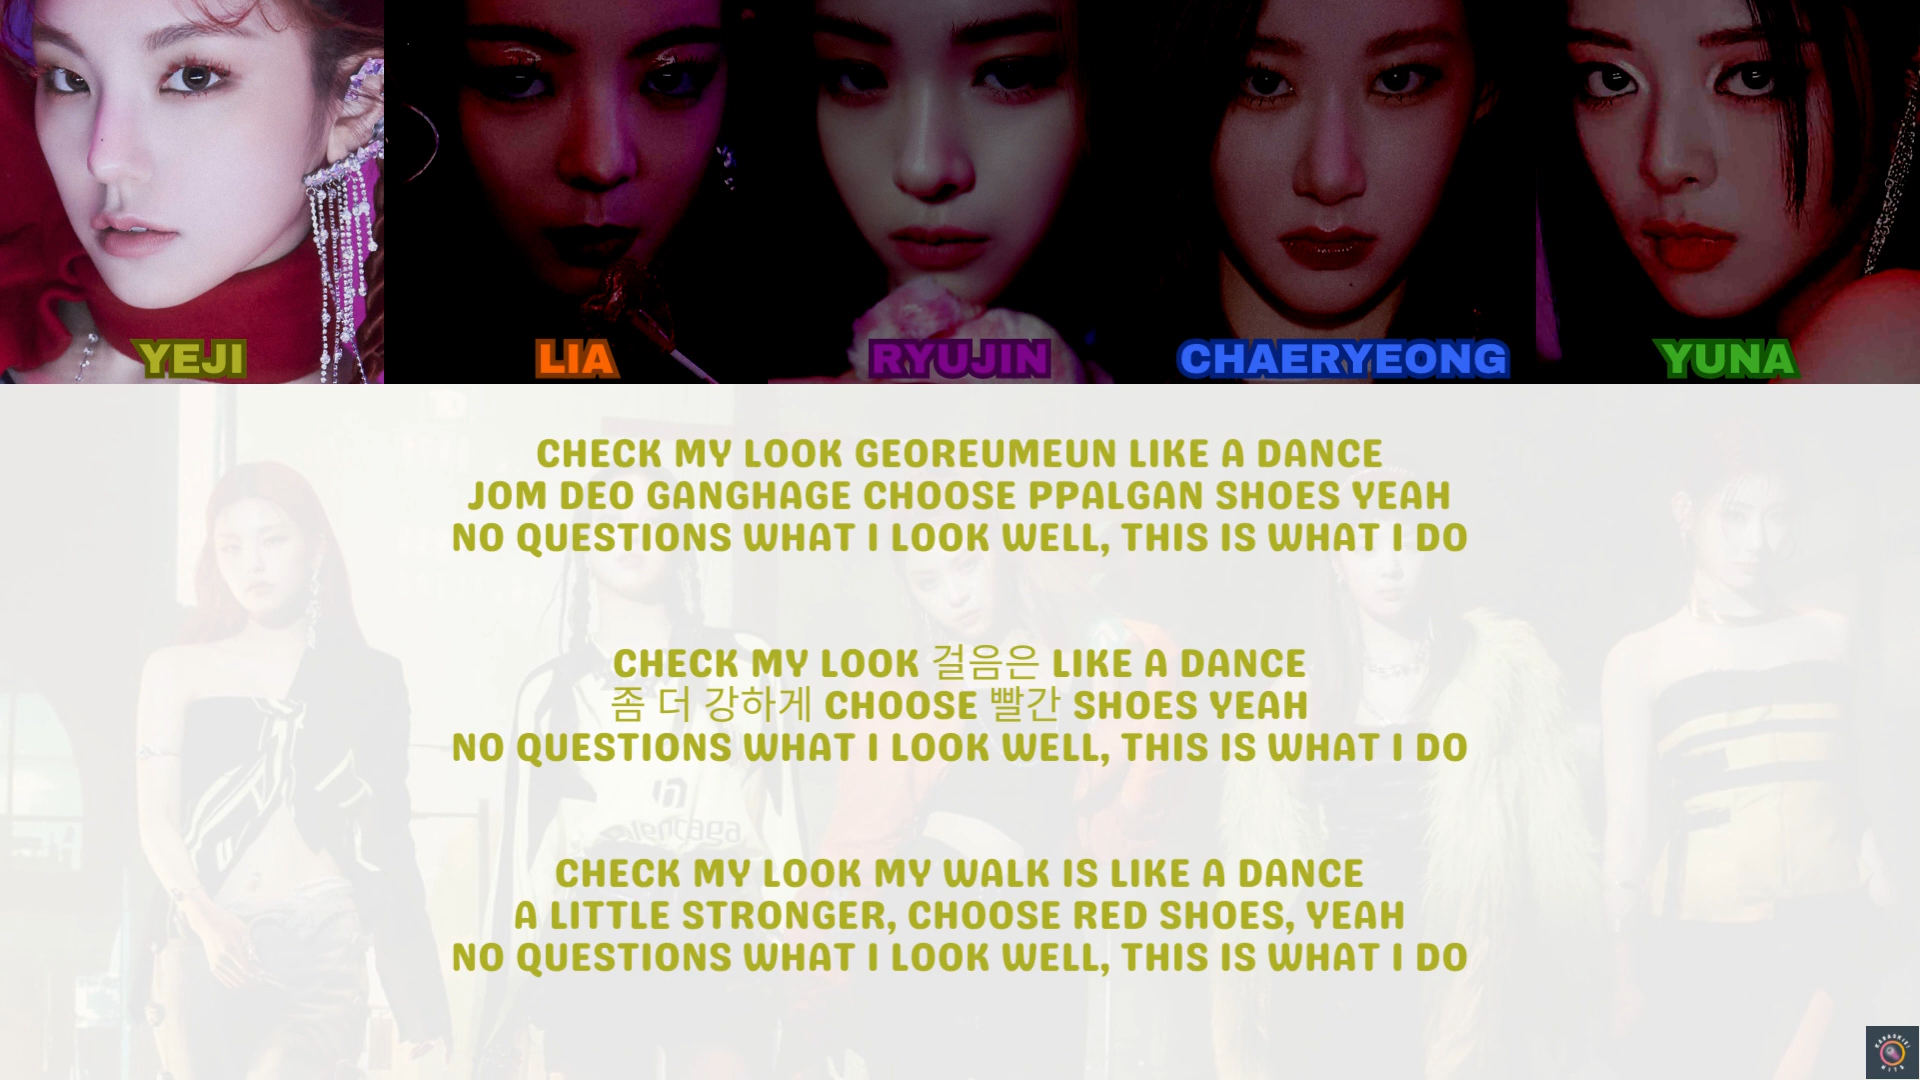 YEJI
LIA
RYUJIN
CHAERYEONG
YUNA
CHECK MY LOOK GEOREUMEUN LIKE A DANCE
JOM DEO GANGHAGE CHOOSE PPALGAN SHOES YEAH
NO QUESTIONS WHAT I LOOK WELL, THIS IS WHAT I DO
CHECK MY LOOK 걸음은 LIKE A DANCE
좀 더 강하게 CHOOSE 빨간 SHOES YEAH
NO QUESTIONS WHAT I LOOK WELL, THIS IS WHAT I DO
CHECK MY LOOK MY WALK IS LIKE A DANCE
A LITTLE STRONGER, CHOOSE RED SHOES, YEAH
NO QUESTIONS WHAT I LOOK WELL, THIS IS WHAT I DO